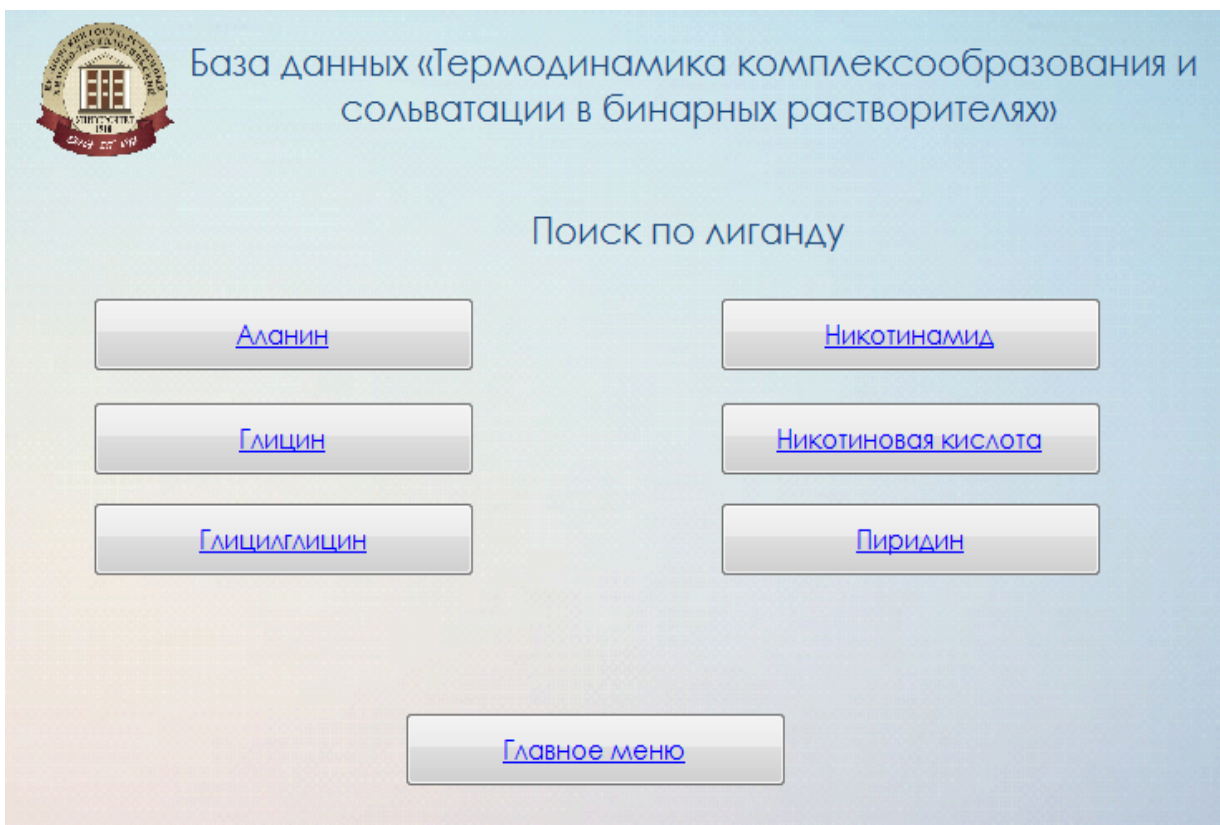 База данных «Термодинамика комплексообразования и
сольватации в бинарных растворителях»
Поиск по лиганду
Аланин
Никотинамид
Глицин
Никотиновая кислота
Глицилглицин
Пиридин
Главное меню